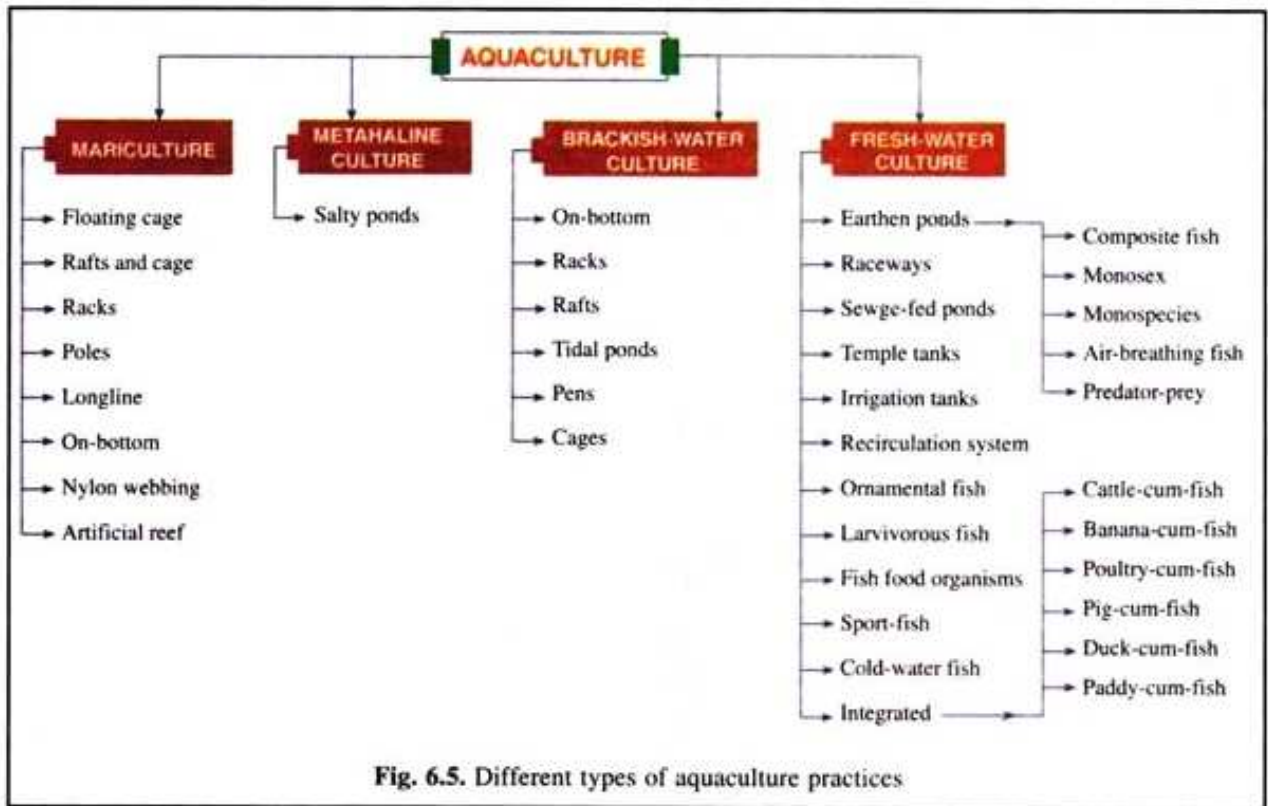 AQUACULTURE
MARICULTURE
Floating cage
Rafts and cage
Racks
Poles
Longline
On-bottom
Nylon webbing
Artificial reef
METAHALINE
CULTURE
Salty ponds
BRACKISH-WATER
CULTURE
On-bottom
Racks
Rafts
Tidal ponds
Pens
Cages
FRESH-WATER
CULTURE
Earthen ponds
Raceways
Sewge-fed ponds
Temple tanks
Irrigation tanks
Recirculation system
Ornamental fish
Larvivorous fish
Fish food organisms
Sport-fish
Cold-water fish
Integrated
Composite fish
Monosex
Monospecies
Air-breathing fish
Predator-prey
Cattle-cum-fish
Banana-cum-fish
Poultry-cum-fish
Pig-cum-fish
Duck-cum-fish
Paddy-cum-fish
Fig. 6.5. Different types of aquaculture practices